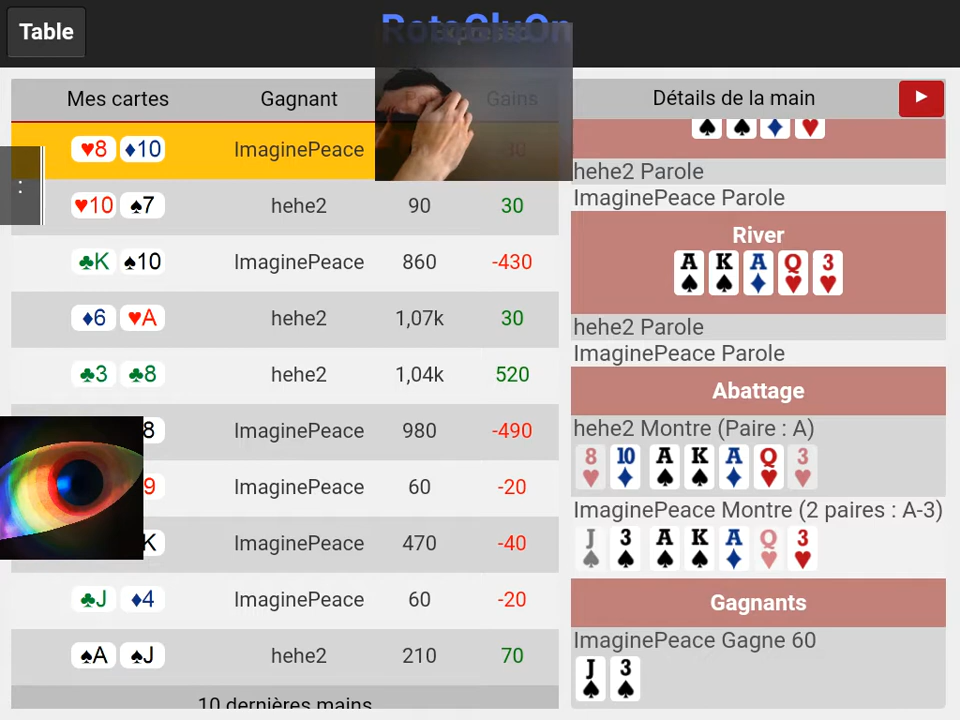 Table
Mes cartes Gagnant Gains
♥8 ♦10 ImaginePeace
♥10 ♠7 hehe2 90 30
♣K ♠10 ImaginePeace 860 -430
♦6 ♥A hehe2 1,07k 30
♣3 ♣8 hehe2 1,04k 520
8 ImaginePeace 980 -490
9 ImaginePeace 60 -20
K ImaginePeace 470 -40
♣J ♦4 ImaginePeace 60 -20
♠A ♠J hehe2 210 70
10 dernières mains
Détails de la main
hehe2 Parole
ImaginePeace Parole
River
A♠ K♠ A♦ Q♥ 3♥
hehe2 Parole
ImaginePeace Parole
Abattage
hehe2 Montre (Paire : A)
8♥ 10♦ A♠ K♠ A♦ Q♥ 3♥
ImaginePeace Montre (2 paires : A-3)
J♠ 3♠ A♠ K♠ A♦ Q♥ 3♥
Gagnants
ImaginePeace Gagne 60
J♠ 3♠